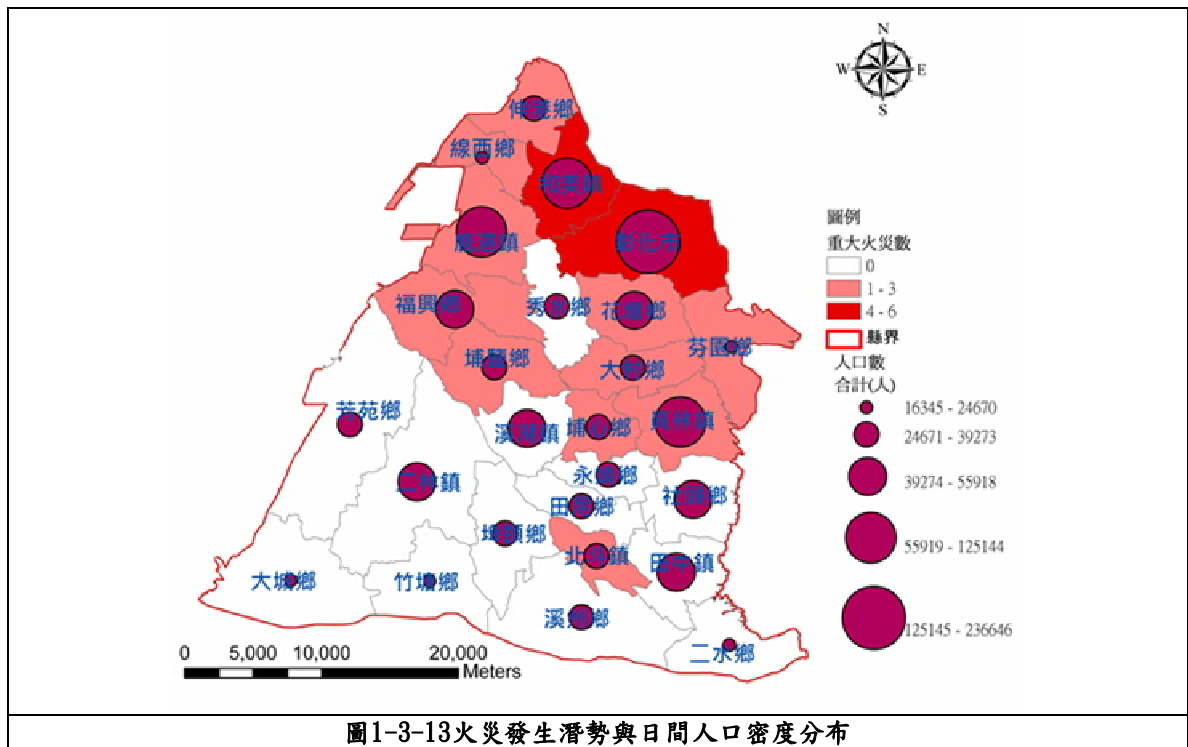 N
W E
S
伸港鄉
線西鄉
和美鎮
鹿港鎮
彰化市
福興鄉
秀水鄉
花壇鄉
芬園鄉
埔鹽鄉
大村鄉
芳苑鄉
溪湖鎮
埔心鄉
員林鎮
二林鎮
永靖鄉
社頭鄉
田尾鄉
埤頭鄉
北斗鎮
田中鎮
大城鄉
竹塘鄉
溪州鄉
二水鄉
圖例
重大火災數
0
1 - 3
4 - 6
縣界
人口數
合計(人)
16345 - 24670
24671 - 39273
39274 - 55918
55919 - 125144
125145 - 236646
0 5,000 10,000 20,000
Meters
圖1-3-13火災發生潛勢與日間人口密度分布